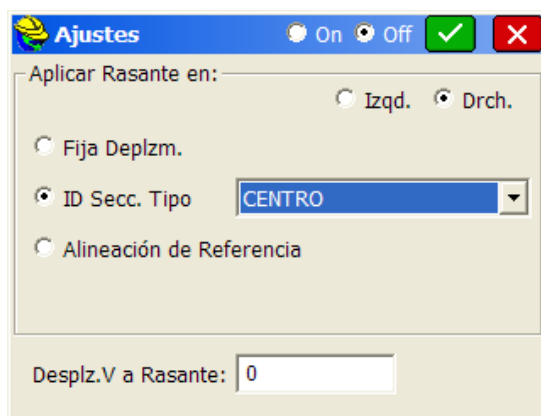 Ajustes On Off
Aplicar Rasante en:
Izqd. Drch.
Fija Deplzm.
ID Secc. Tipo CENTRO
Alineación de Referencia
Desplz.V a Rasante: 0